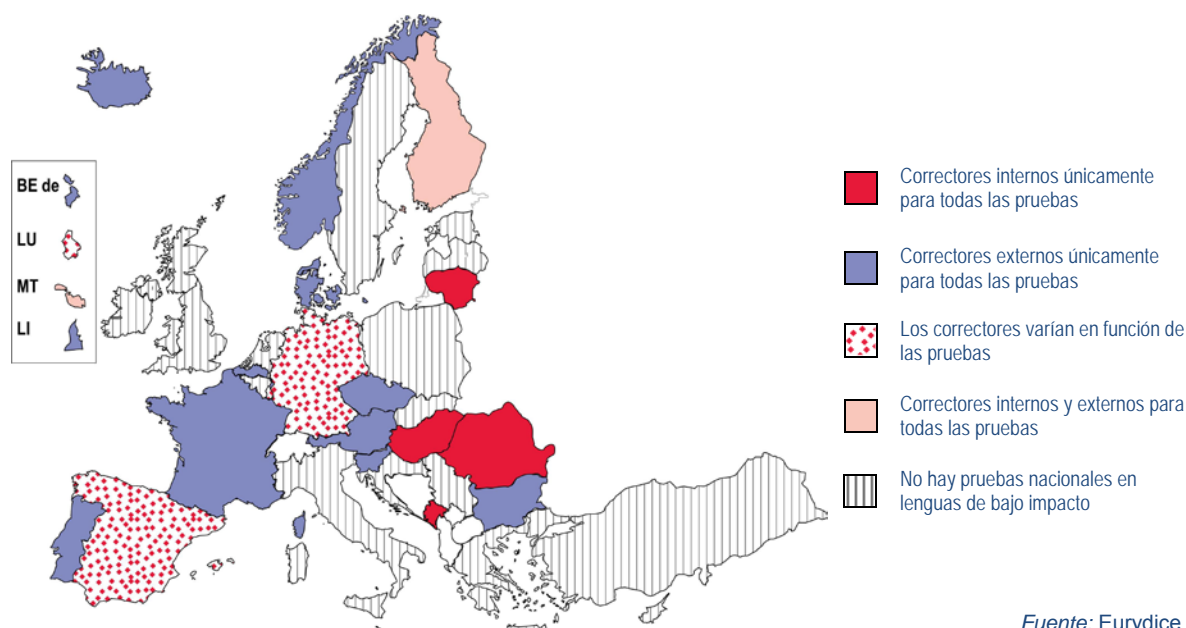 BE de
LU
MT
LI
Correctores internos únicamente
para todas las pruebas
Correctores externos únicamente
para todas las pruebas
Los correctores varían en función de
las pruebas
Correctores internos y externos para
todas las pruebas
No hay pruebas nacionales en
lenguas de bajo impacto
Fuente: Eurydice